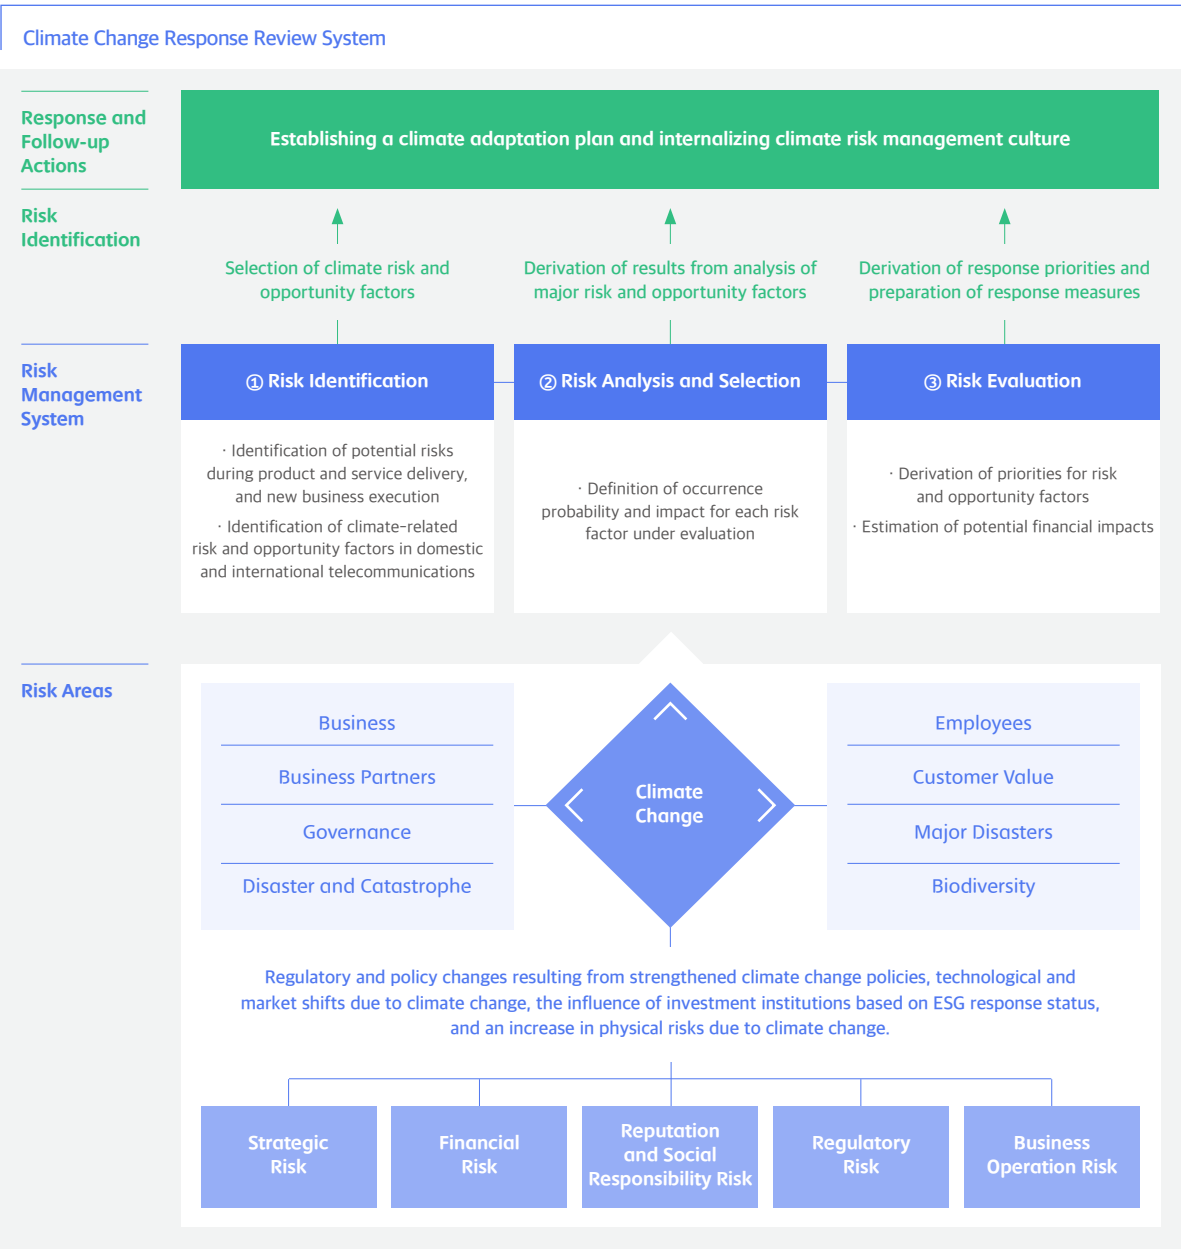 Climate Change Response Review System
Response and
Follow-up
Actions
Establishing a climate adaptation plan and internalizing climate risk management culture
Risk
Identification
Selection of climate risk and
opportunity factors
Derivation of results from analysis of
major risk and opportunity factors
Derivation of response priorities and
preparation of response measures
Risk
Management
System
① Risk Identification
· Identification of potential risks
during product and service delivery,
and new business execution
· Identification of climate-related
risk and opportunity factors in domestic
and international telecommunications
② Risk Analysis and Selection
· Definition of occurrence
probability and impact for each risk
factor under evaluation
③ Risk Evaluation
· Derivation of priorities for risk
and opportunity factors
· Estimation of potential financial impacts
Risk Areas
Business
Business Partners
Governance
Disaster and Catastrophe
Climate
Change
Employees
Customer Value
Major Disasters
Biodiversity
Regulatory and policy changes resulting from strengthened climate change policies, technological and
market shifts due to climate change, the influence of investment institutions based on ESG response status,
and an increase in physical risks due to climate change.
Strategic
Risk
Financial
Risk
Reputation
and Social
Responsibility Risk
Regulatory
Risk
Business
Operation Risk